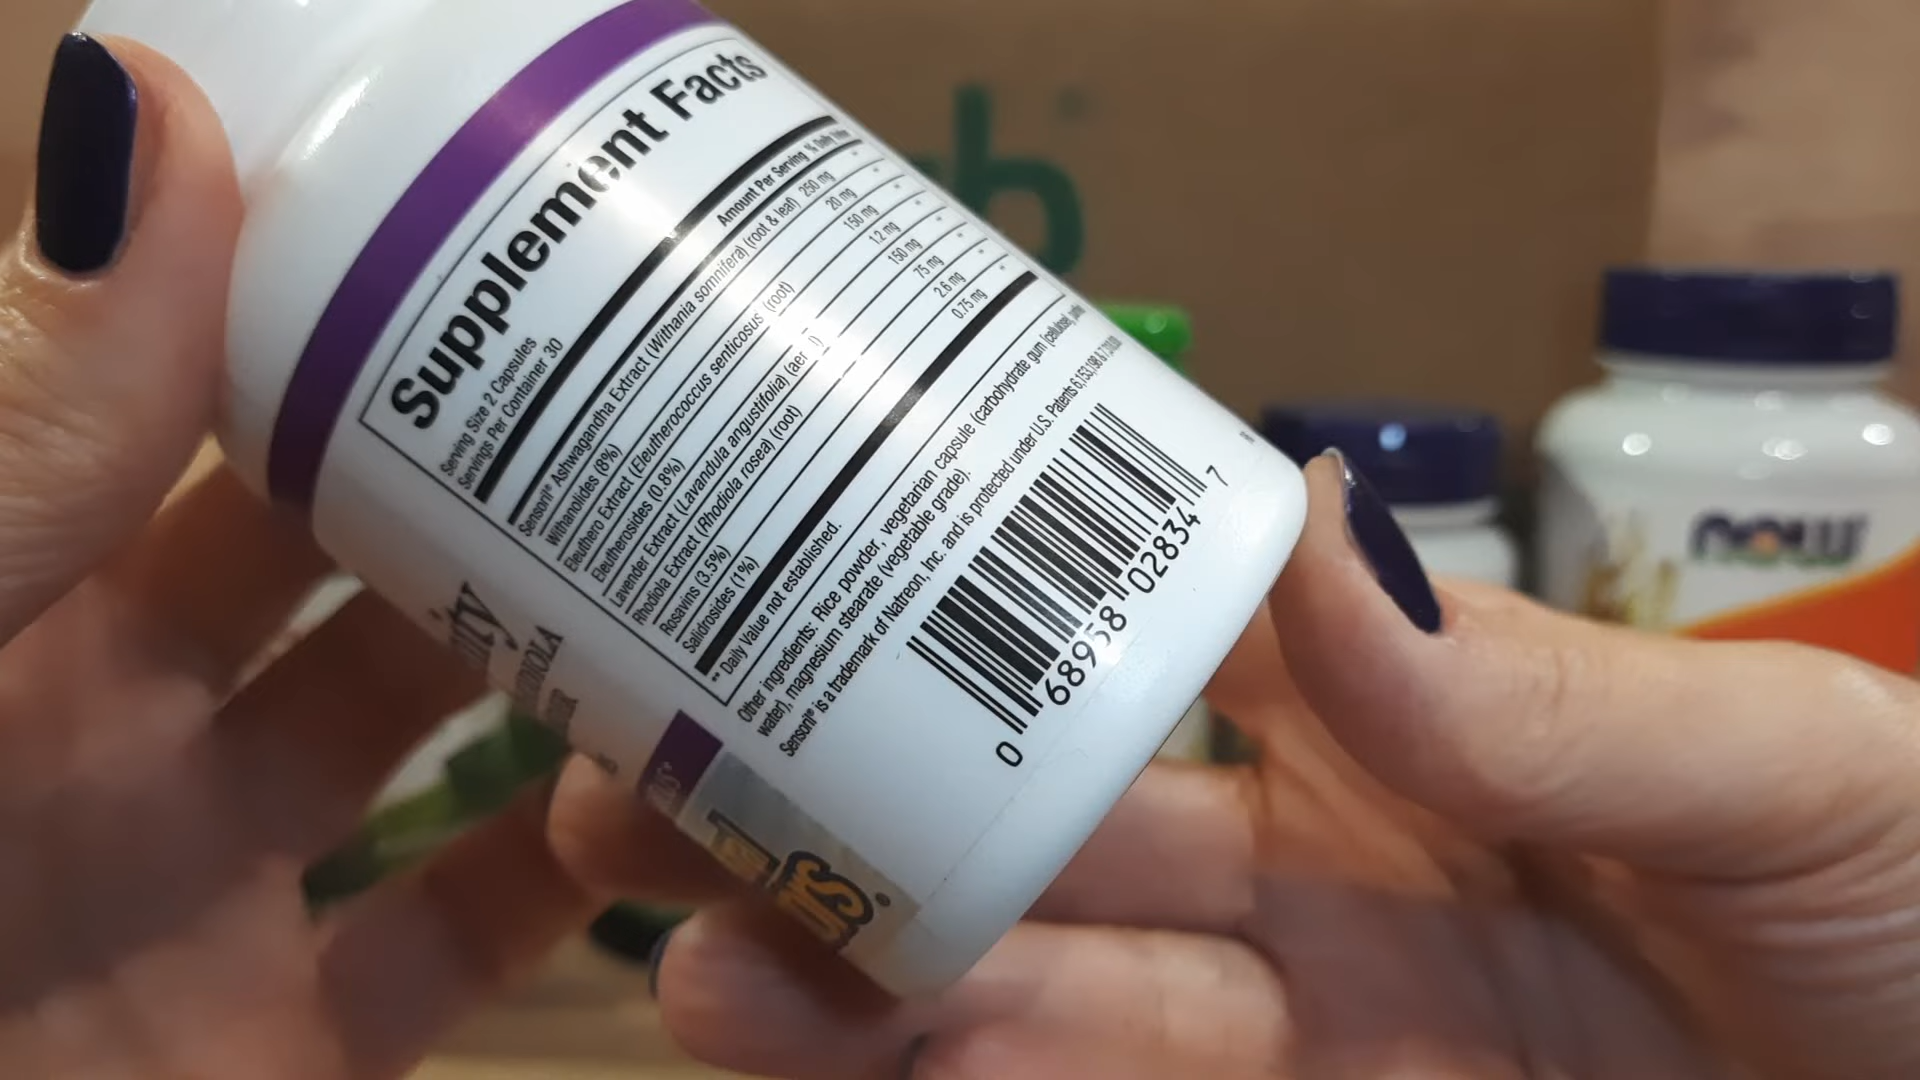 Supplement Facts
Serving Size 2 Capsules
Servings Per Container 30
Amount Per Serving % Daily Value
Sensoril® Ashwagandha Extract (Withania somnifera) (root & leaf) 250 mg **
Withanolides (8%) 20 mg **
Eleuthero Extract (Eleutherococcus senticosus) (root) 150 mg **
Eleutherosides (0.8%) 1.2 mg **
Lavender Extract (Lavandula angustifolia) (aerial) 150 mg **
Rhodiola Extract (Rhodiola rosea) (root) 75 mg **
Rosavins (3.5%) 2.6 mg **
Salidrosides (1%) 0.75 mg **
** Daily Value not established.
Other ingredients: Rice powder, vegetarian capsule (carbohydrate gum [cellulose], purified
water), magnesium stearate (vegetable grade).
Sensoril® is a trademark of Natreon, Inc. and is protected under U.S. Patents 6,153,198 &
0 68958 02834 7
NOW